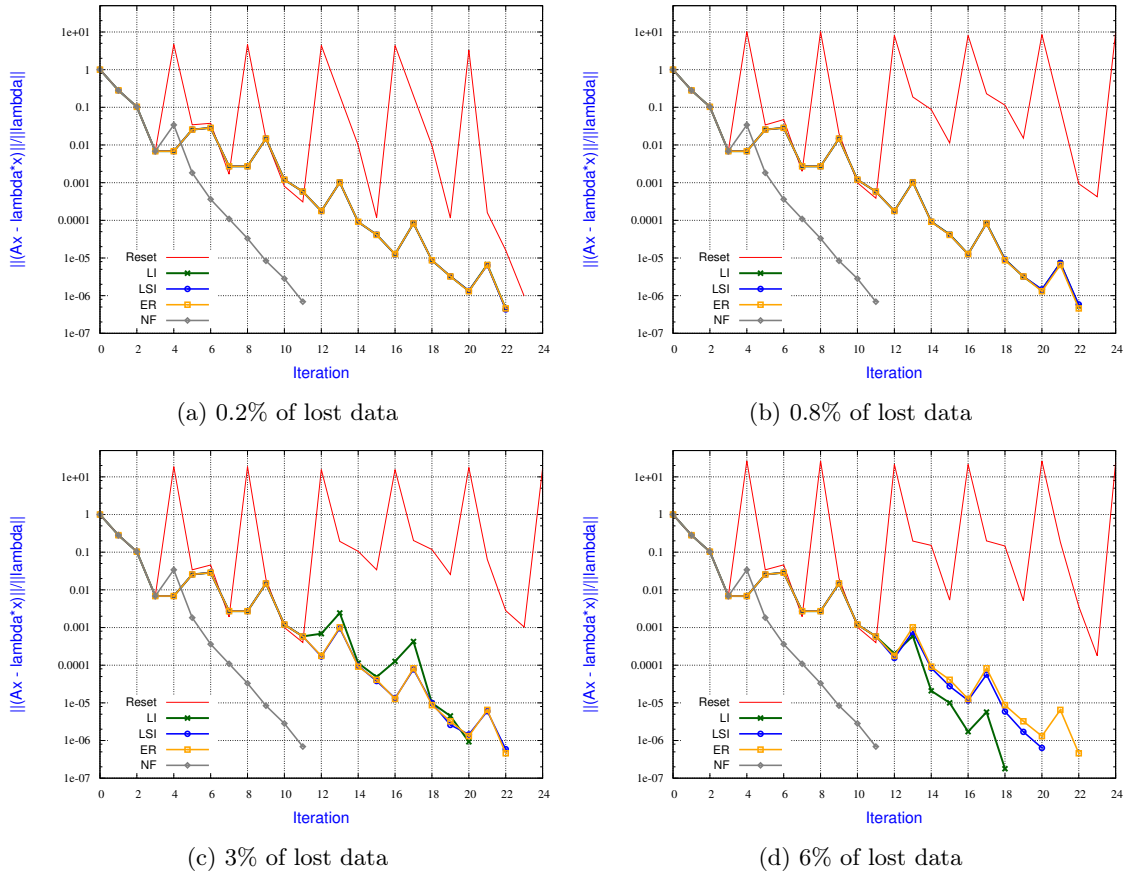 ||(Ax - lambda*x)||/||lambda||
1e+01
1
0.1
0.01
0.001
0.0001
1e-05
1e-06
1e-07
Reset
LI
LSI
ER
NF
0 2 4 6 8 10 12 14 16 18 20 22 24
Iteration
(a) 0.2% of lost data
||(Ax - lambda*x)||/||lambda||
1e+01
1
0.1
0.01
0.001
0.0001
1e-05
1e-06
1e-07
Reset
LI
LSI
ER
NF
0 2 4 6 8 10 12 14 16 18 20 22 24
Iteration
(b) 0.8% of lost data
||(Ax - lambda*x)||/||lambda||
1e+01
1
0.1
0.01
0.001
0.0001
1e-05
1e-06
1e-07
Reset
LI
LSI
ER
NF
0 2 4 6 8 10 12 14 16 18 20 22 24
Iteration
(c) 3% of lost data
||(Ax - lambda*x)||/||lambda||
1e+01
1
0.1
0.01
0.001
0.0001
1e-05
1e-06
1e-07
Reset
LI
LSI
ER
NF
0 2 4 6 8 10 12 14 16 18 20 22 24
Iteration
(d) 6% of lost data